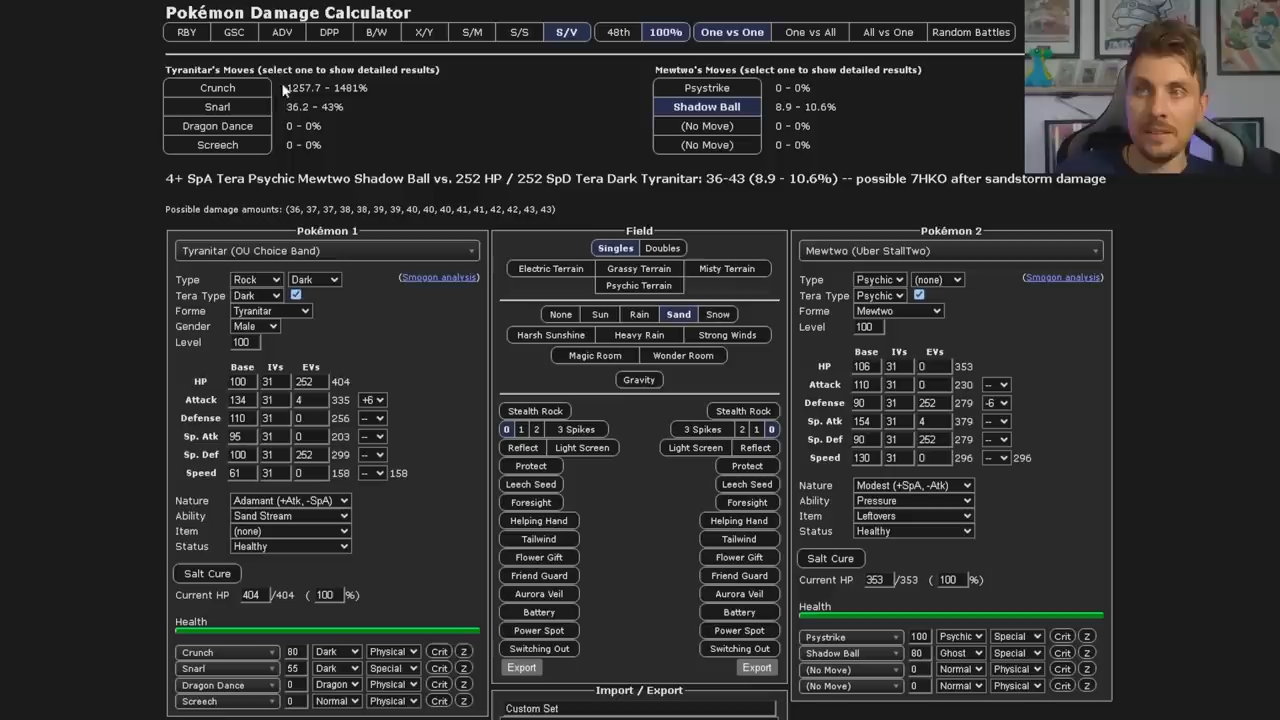 Pokémon Damage Calculator
RBY GSC ADV DPP B/W X/Y S/M S/S S/V 48th 100% One vs One One vs All All vs One Random Battles
Tyranitar's Moves (select one to show detailed results)
Crunch 1257.7 - 1481%
Snarl 36.2 - 43%
Dragon Dance 0 - 0%
Screech 0 - 0%
Mewtwo's Moves (select one to show detailed results)
Psystrike 0 - 0%
Shadow Ball 8.9 - 10.6%
(No Move) 0 - 0%
(No Move) 0 - 0%
4+ SpA Tera Psychic Mewtwo Shadow Ball vs. 252 HP / 252 SpD Tera Dark Tyranitar: 36-43 (8.9 - 10.6%) -- possible 7HKO after sandstorm damage
Possible damage amounts: (36, 37, 37, 38, 38, 39, 39, 40, 40, 40, 41, 41, 42, 42, 43, 43)
Pokémon 1
Tyranitar (OU Choice Band)
Type Rock Dark (Smogon analysis)
Tera Type Dark
Forme Tyranitar
Gender Male
Level 100
Base IVs EVs
HP 100 31 252 404
Attack 134 31 4 335 +6
Defense 110 31 0 256 --
Sp. Atk 95 31 0 203 --
Sp. Def 100 31 252 299 --
Speed 61 31 0 158 -- 158
Nature Adamant (+Atk, -SpA)
Ability Sand Stream
Item (none)
Status Healthy
Salt Cure
Current HP 404 /404 ( 100 %)
Health
Crunch 80 Dark Physical Crit Z
Snarl 55 Dark Special Crit Z
Dragon Dance 0 Dragon Physical Crit Z
Screech 0 Normal Physical Crit Z
Field
Singles Doubles
Electric Terrain Grassy Terrain Misty Terrain
Psychic Terrain
None Sun Rain Sand Snow
Harsh Sunshine Heavy Rain Strong Winds
Magic Room Wonder Room
Gravity
Stealth Rock Stealth Rock
0 1 2 3 Spikes 3 Spikes 2 1 0
Reflect Light Screen Light Screen Reflect
Protect Protect
Leech Seed Leech Seed
Foresight Foresight
Helping Hand Helping Hand
Tailwind Tailwind
Flower Gift Flower Gift
Friend Guard Friend Guard
Aurora Veil Aurora Veil
Battery Battery
Power Spot Power Spot
Switching Out Switching Out
Export Export
Import / Export
Custom Set
Pokémon 2
Mewtwo (Uber StallTwo)
Type Psychic (none) (Smogon analysis)
Tera Type Psychic
Forme Mewtwo
Level 100
Base IVs EVs
HP 106 31 0 353
Attack 110 31 0 230 --
Defense 90 31 252 279 -6
Sp. Atk 154 31 4 379 --
Sp. Def 90 31 252 279 --
Speed 130 31 0 296 -- 296
Nature Modest (+SpA, -Atk)
Ability Pressure
Item Leftovers
Status Healthy
Salt Cure
Current HP 353 /353 ( 100 %)
Health
Psystrike 100 Psychic Special Crit Z
Shadow Ball 80 Ghost Special Crit Z
(No Move) 0 Normal Physical Crit Z
(No Move) 0 Normal Physical Crit Z